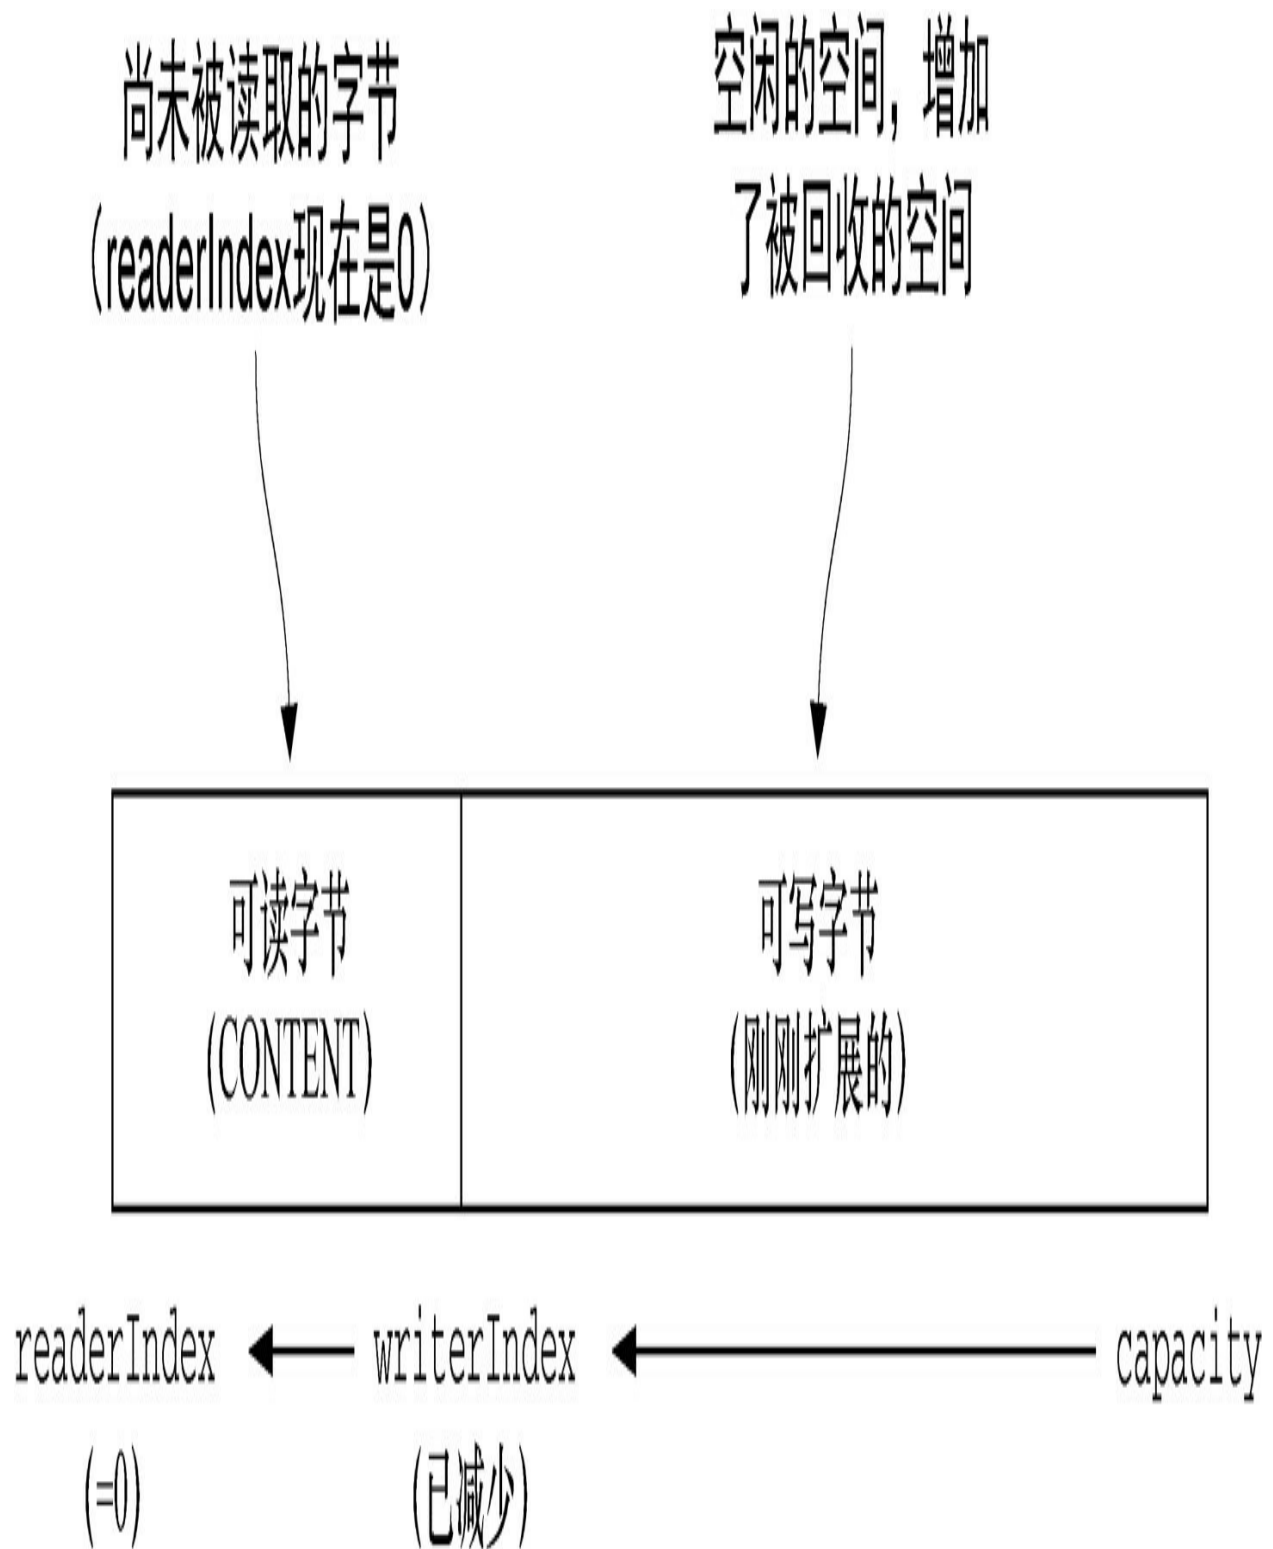 尚未被读取的字节
（readerIndex现在是0）
空闲的空间，增加
了被回收的空间
可读字节
(CONTENT)
可写字节
(刚刚扩展的)
readerIndex
(=0)
writerIndex
(已减少)
capacity